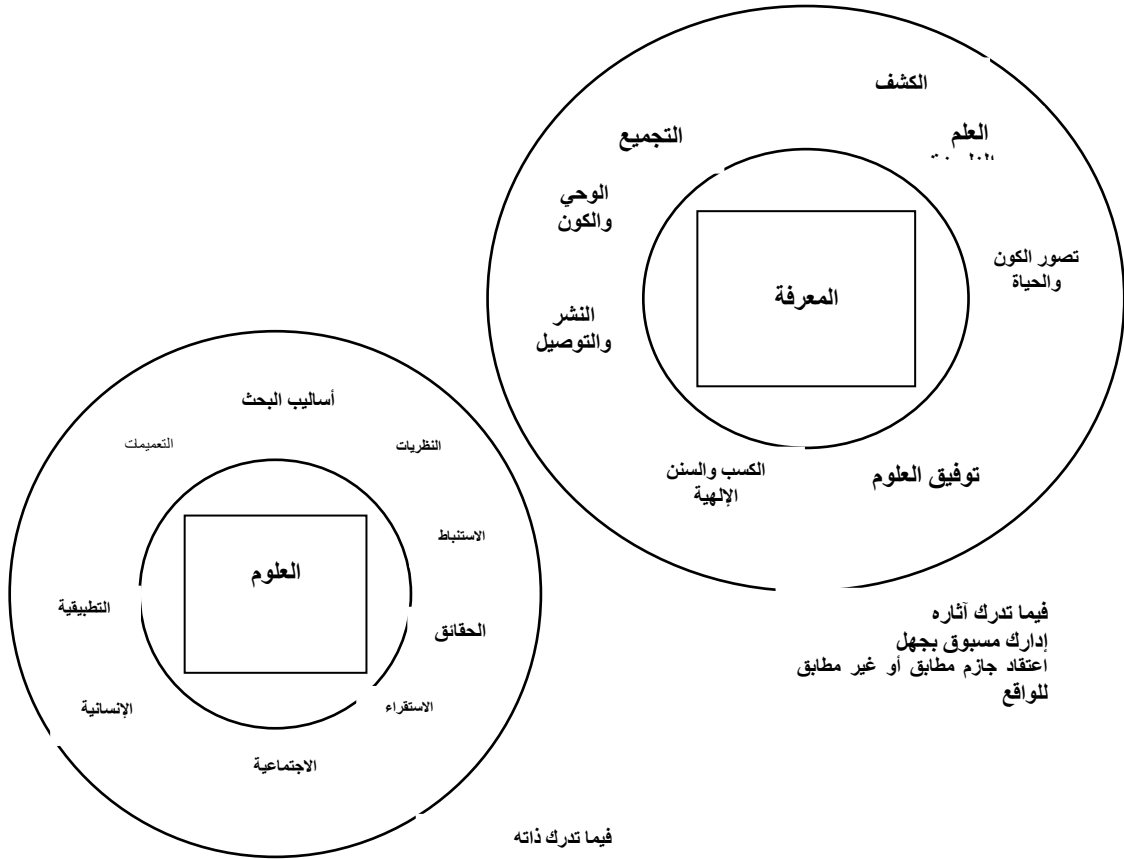 الكشف
العلم
التجميع
الوحي
والكون
تصور الكون
والحياة
المعرفة
النشر
والتوصيل
الكسب والسنن
الإلهية
توفيق العلوم
أساليب البحث
النظريات
التعميمات
الاستنباط
العلوم
التطبيقية
الحقائق
الاستقراء
الإنسانية
الاجتماعية
فيما تدرك آثاره
إدارك مسبوق بجهل
اعتقاد جازم مطابق أو غير مطابق
للواقع
فيما تدرك ذاته